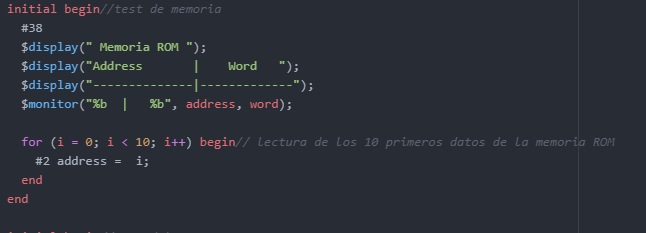 initial begin//test de memoria
  #38
  $display(" Memoria ROM ");
  $display("Address       |    Word   ");
  $display("--------------|-------------");
  $monitor("%b  |   %b", address, word);

  for (i = 0; i < 10; i++) begin// lectura de los 10 primeros datos de la memoria ROM
    #2 address =  i;
  end
end